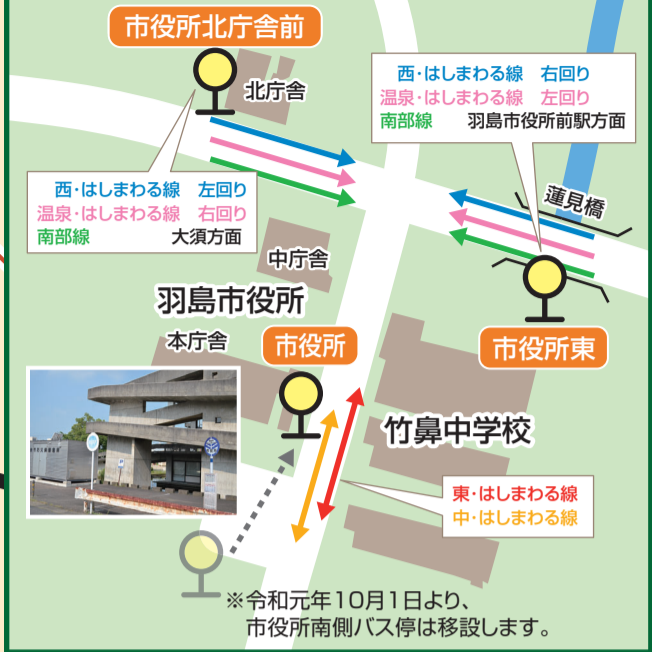 市役所北庁舎前
北庁舎
西・はしまわる線 右回り
温泉・はしまわる線 左回り
南部線 羽島市役所前駅方面
西・はしまわる線 左回り
温泉・はしまわる線 右回り
南部線 大須方面
蓮見橋
中庁舎
羽島市役所
本庁舎
市役所
市役所東
竹鼻中学校
東・はしまわる線
中・はしまわる線
※令和元年10月1日より、
市役所南側バス停は移設します。